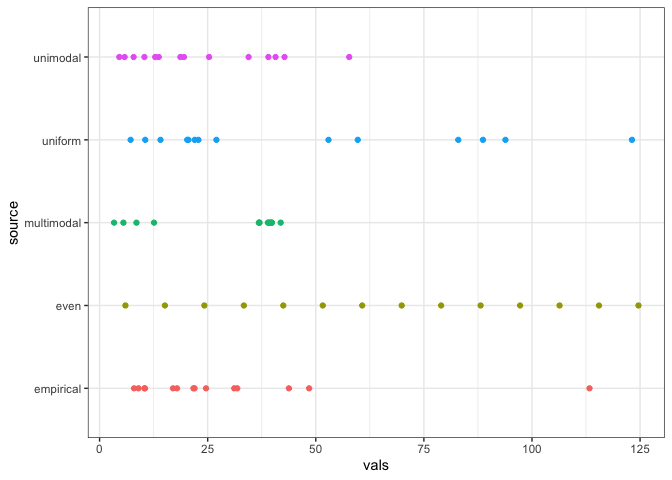 unimodal
uniform
multimodal
even
empirical
source
0 25 50 75 100 125
vals